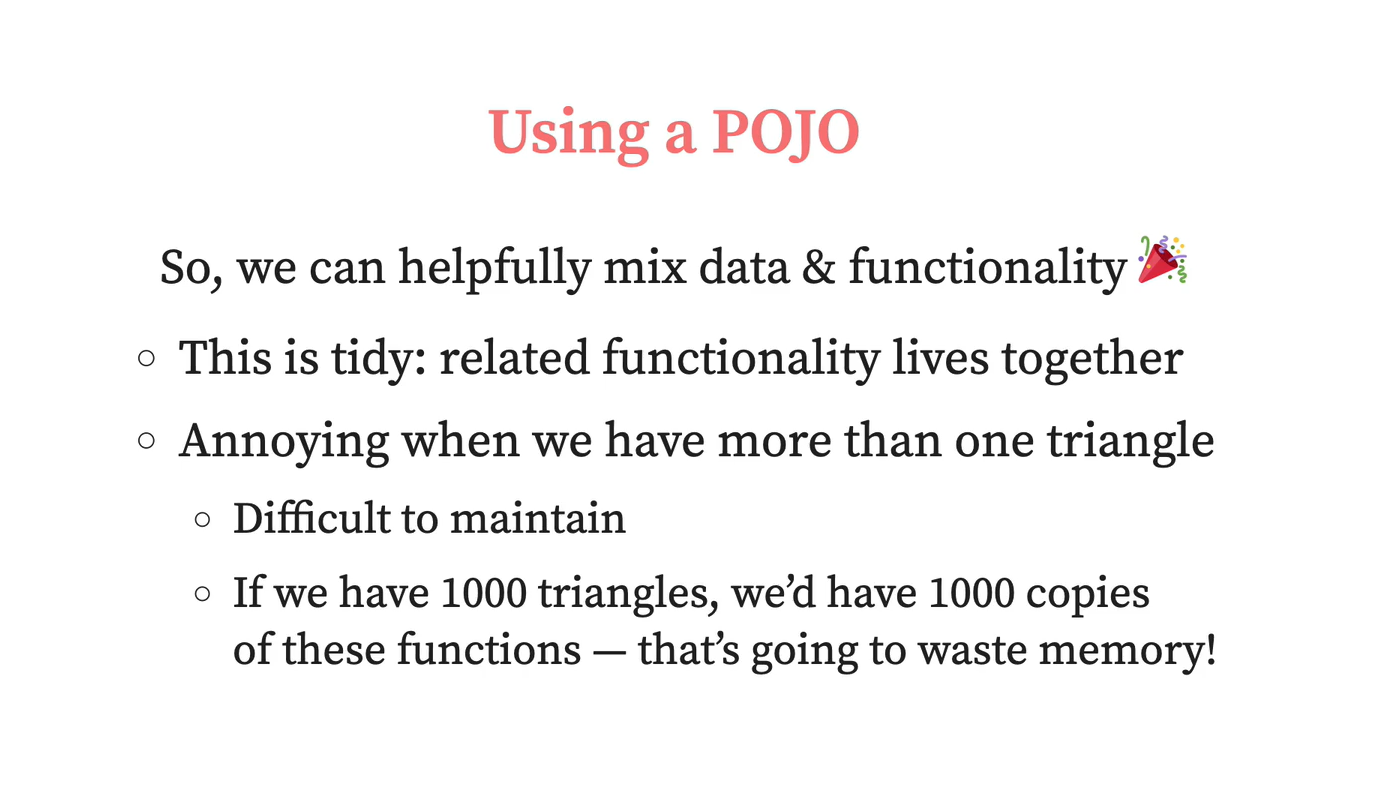 Using a POJO
So, we can helpfully mix data & functionality 🎉
○ This is tidy: related functionality lives together
○ Annoying when we have more than one triangle
○ Difficult to maintain
○ If we have 1000 triangles, we’d have 1000 copies
of these functions — that’s going to waste memory!